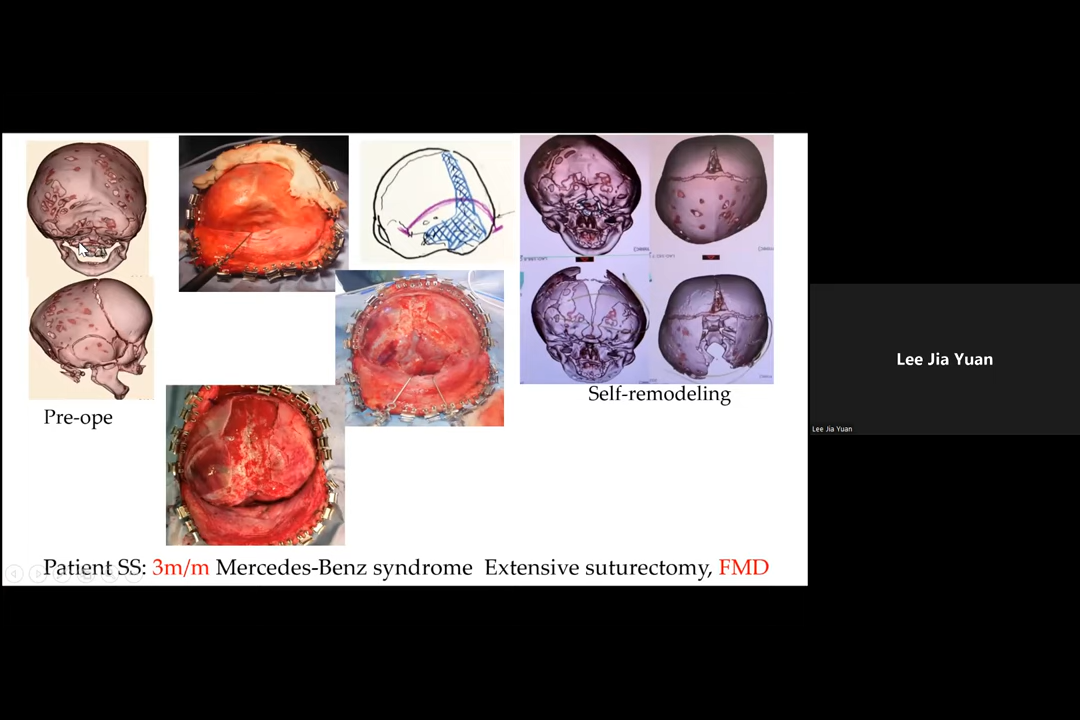 Pre-ope
Self-remodeling
Patient SS: 3m/m Mercedes-Benz syndrome Extensive suturectomy, FMD
Lee Jia Yuan
Lee Jia Yuan